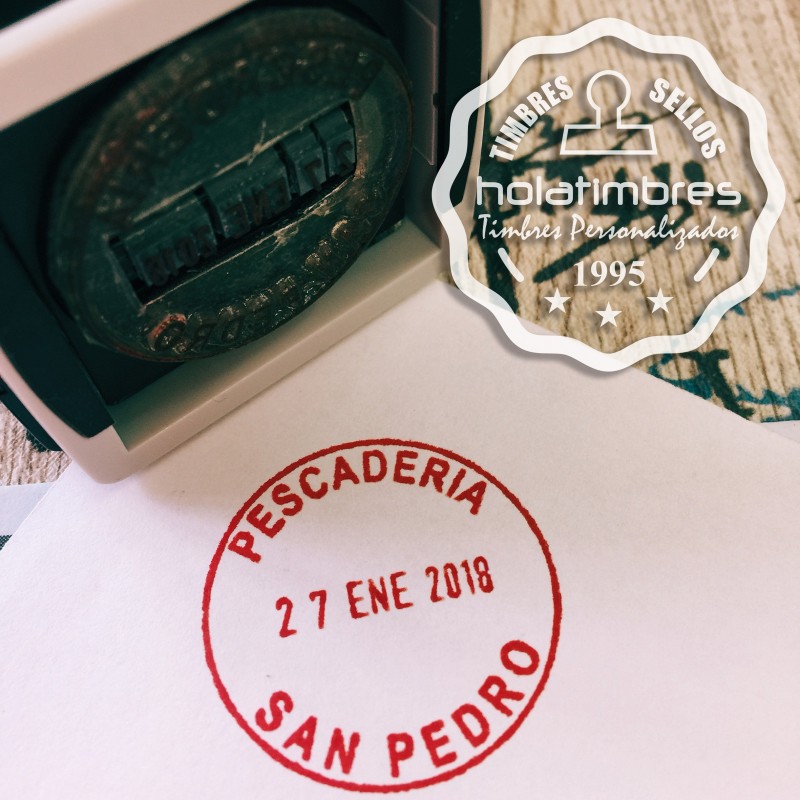 TIMBRES SELLOS
holatimbres
Timbres Personalizados
1995
PESCADERIA
27 ENE 2018
SAN PEDRO